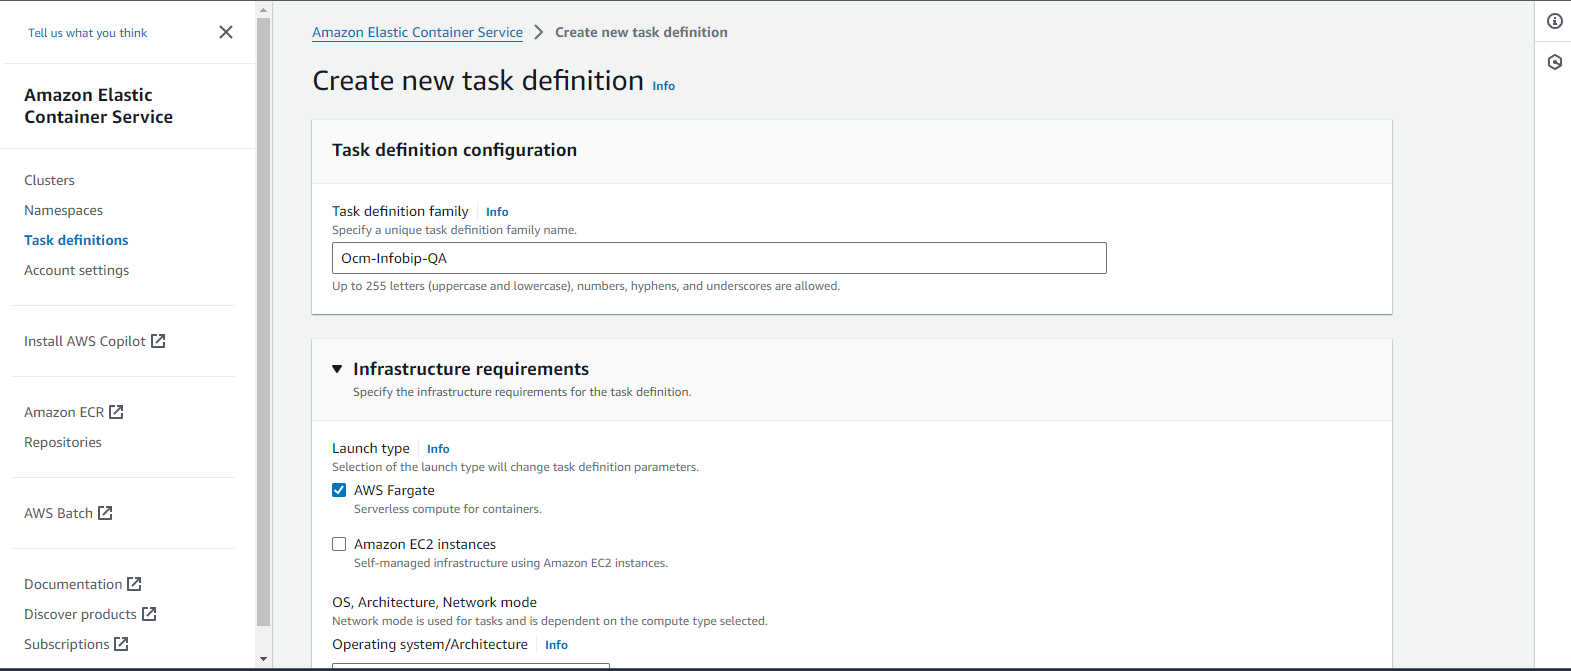 Tell us what you think
Amazon Elastic
Container Service
Clusters
Namespaces
Task definitions
Account settings
Install AWS Copilot
Amazon ECR
Repositories
AWS Batch
Documentation
Discover products
Subscriptions
Amazon Elastic Container Service > Create new task definition
Create new task definition Info
Task definition configuration
Task definition family Info
Specify a unique task definition family name.
Ocm-Infobip-QA
Up to 255 letters (uppercase and lowercase), numbers, hyphens, and underscores are allowed.
Infrastructure requirements
Specify the infrastructure requirements for the task definition.
Launch type Info
Selection of the launch type will change task definition parameters.
AWS Fargate
Serverless compute for containers.
Amazon EC2 instances
Self-managed infrastructure using Amazon EC2 instances.
OS, Architecture, Network mode
Network mode is used for tasks and is dependent on the compute type selected.
Operating system/Architecture Info